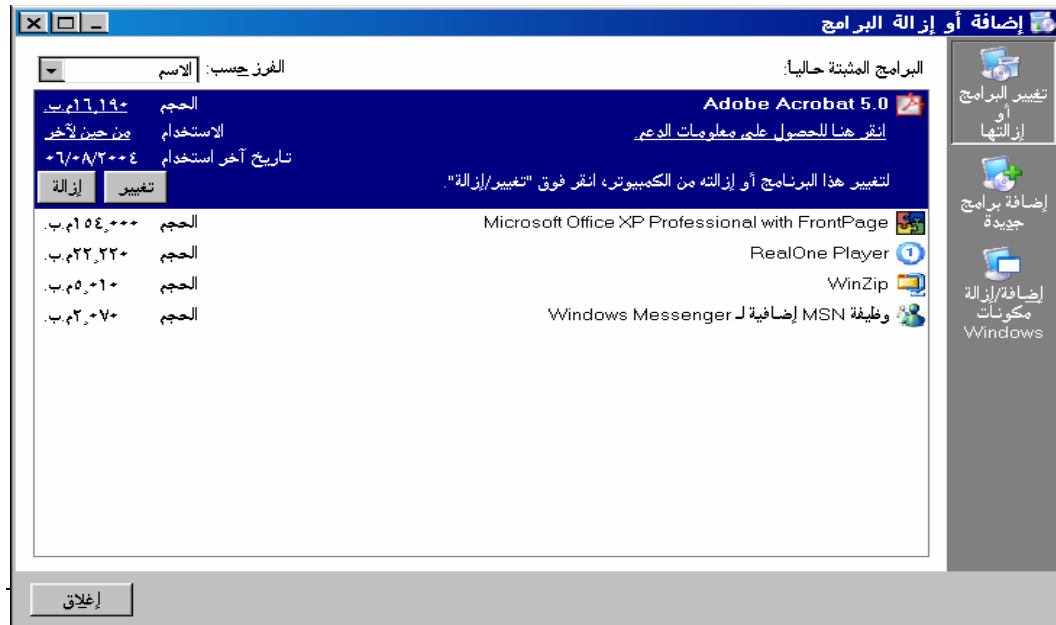 إضافة أو إزالة البرامج
تغيير البرامج
أو
إزالتها
إضافة برامج
جديدة
إضافة/إزالة
مكونات
Windows
البرامج المثبتة حالياً:
الفرز حسب: الاسم
Adobe Acrobat 5.0
الحجم ١٦,١٩٠م.ب.
انقر هنا للحصول على معلومات الدعم.
الاستخدام من حين لآخر
تاريخ آخر استخدام ٠٦/٠٨/٢٠٠٤
لتغيير هذا البرنامج أو إزالته من الكمبيوتر، انقر فوق "تغيير/إزالة".
تغيير إزالة
Microsoft Office XP Professional with FrontPage الحجم ١٥٤,٠٠٠م.ب.
RealOne Player الحجم ٢٢,٢٢٠م.ب.
WinZip الحجم ٥,٠١٠م.ب.
وظيفة MSN إضافية لـ Windows Messenger الحجم ٢,٠٧٠م.ب.
إغلاق